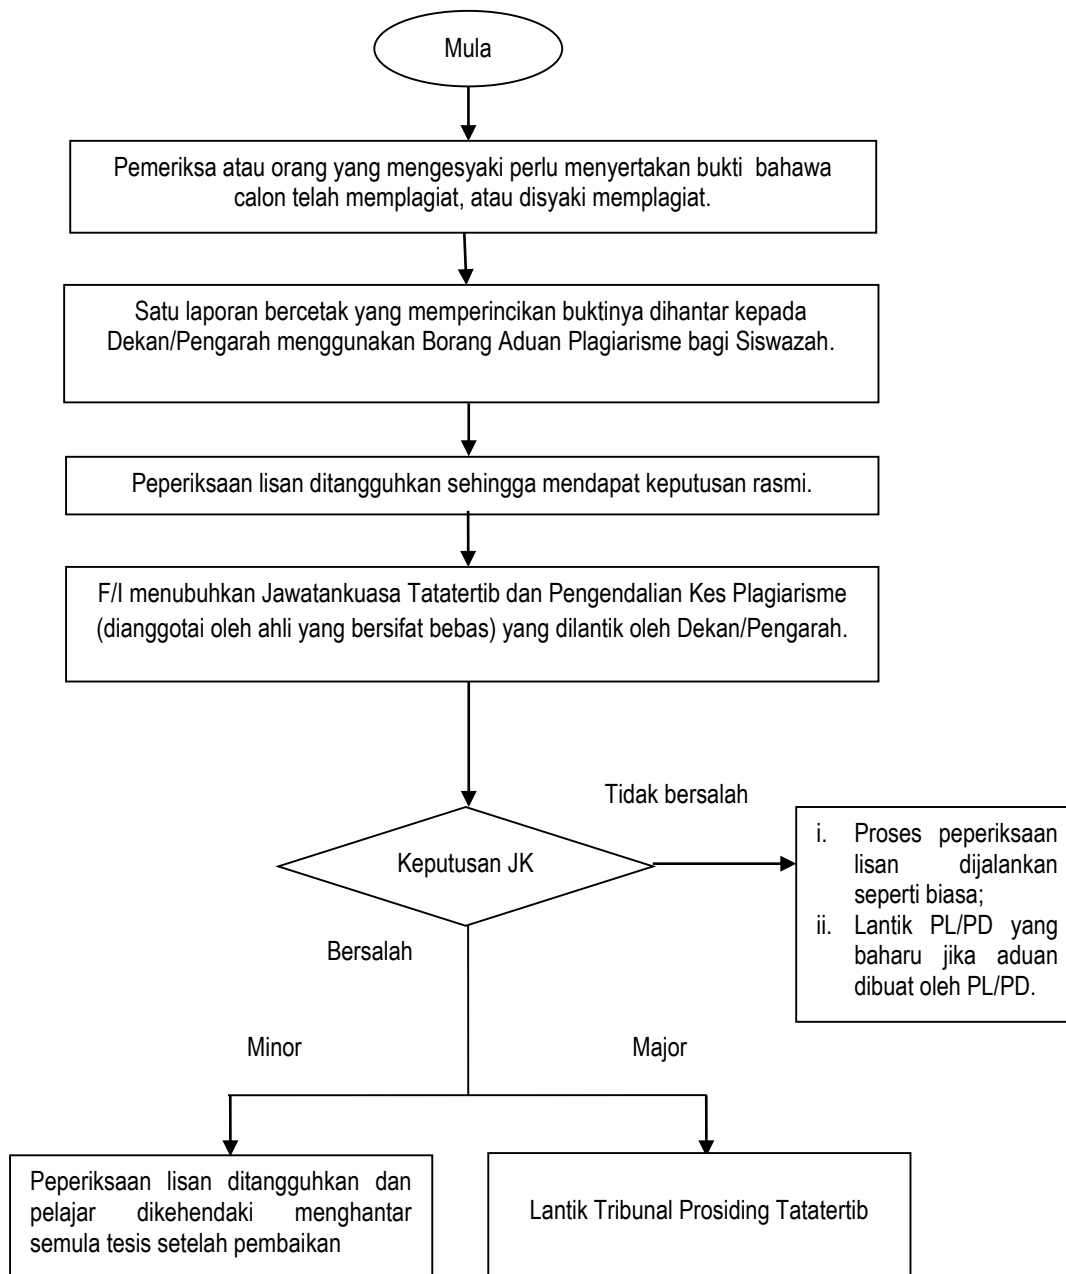 Mula
Pemeriksa atau orang yang mengesyaki perlu menyertakan bukti bahawa
calon telah memplagiat, atau disyaki memplagiat.
Satu laporan bercetak yang memperincikan buktinya dihantar kepada
Dekan/Pengarah menggunakan Borang Aduan Plagiarisme bagi Siswazah.
Peperiksaan lisan ditangguhkan sehingga mendapat keputusan rasmi.
F/I menubuhkan Jawatankuasa Tatatertib dan Pengendalian Kes Plagiarisme
(dianggotai oleh ahli yang bersifat bebas) yang dilantik oleh Dekan/Pengarah.
Tidak bersalah
Keputusan JK
i. Proses peperiksaan
lisan dijalankan
seperti biasa;
ii. Lantik PL/PD yang
baharu jika aduan
dibuat oleh PL/PD.
Bersalah
Minor
Major
Peperiksaan lisan ditangguhkan dan
pelajar dikehendaki menghantar
semula tesis setelah pembaikan
Lantik Tribunal Prosiding Tatatertib